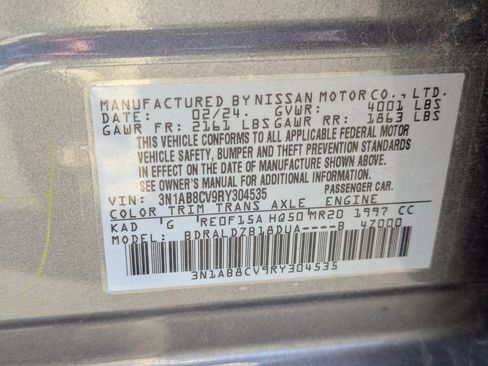 MANUFACTURED BY NISSAN MOTOR CO., LTD.
DATE: 02/24. GVWR: 4001 LBS
GAWR FR: 2161 LBS GAWR RR: 1863 LBS
THIS VEHICLE CONFORMS TO ALL APPLICABLE FEDERAL MOTOR
VEHICLE SAFETY, BUMPER AND THEFT PREVENTION STANDARDS
IN EFFECT ON THE DATE OF MANUFACTURE SHOWN ABOVE.
SEE OWNER'S MANUAL FOR ADDITIONAL INFORMATION.
VIN: 3N1AB8CV9RY304535 PASSENGER CAR.
COLOR TRIM TRANS AXLE ENGINE
KAD G RE0F15A HQ50 MR20 1997 CC
MODEL: BDRALDZB18DUA----B 47000
3N1AB8CV9RY304535